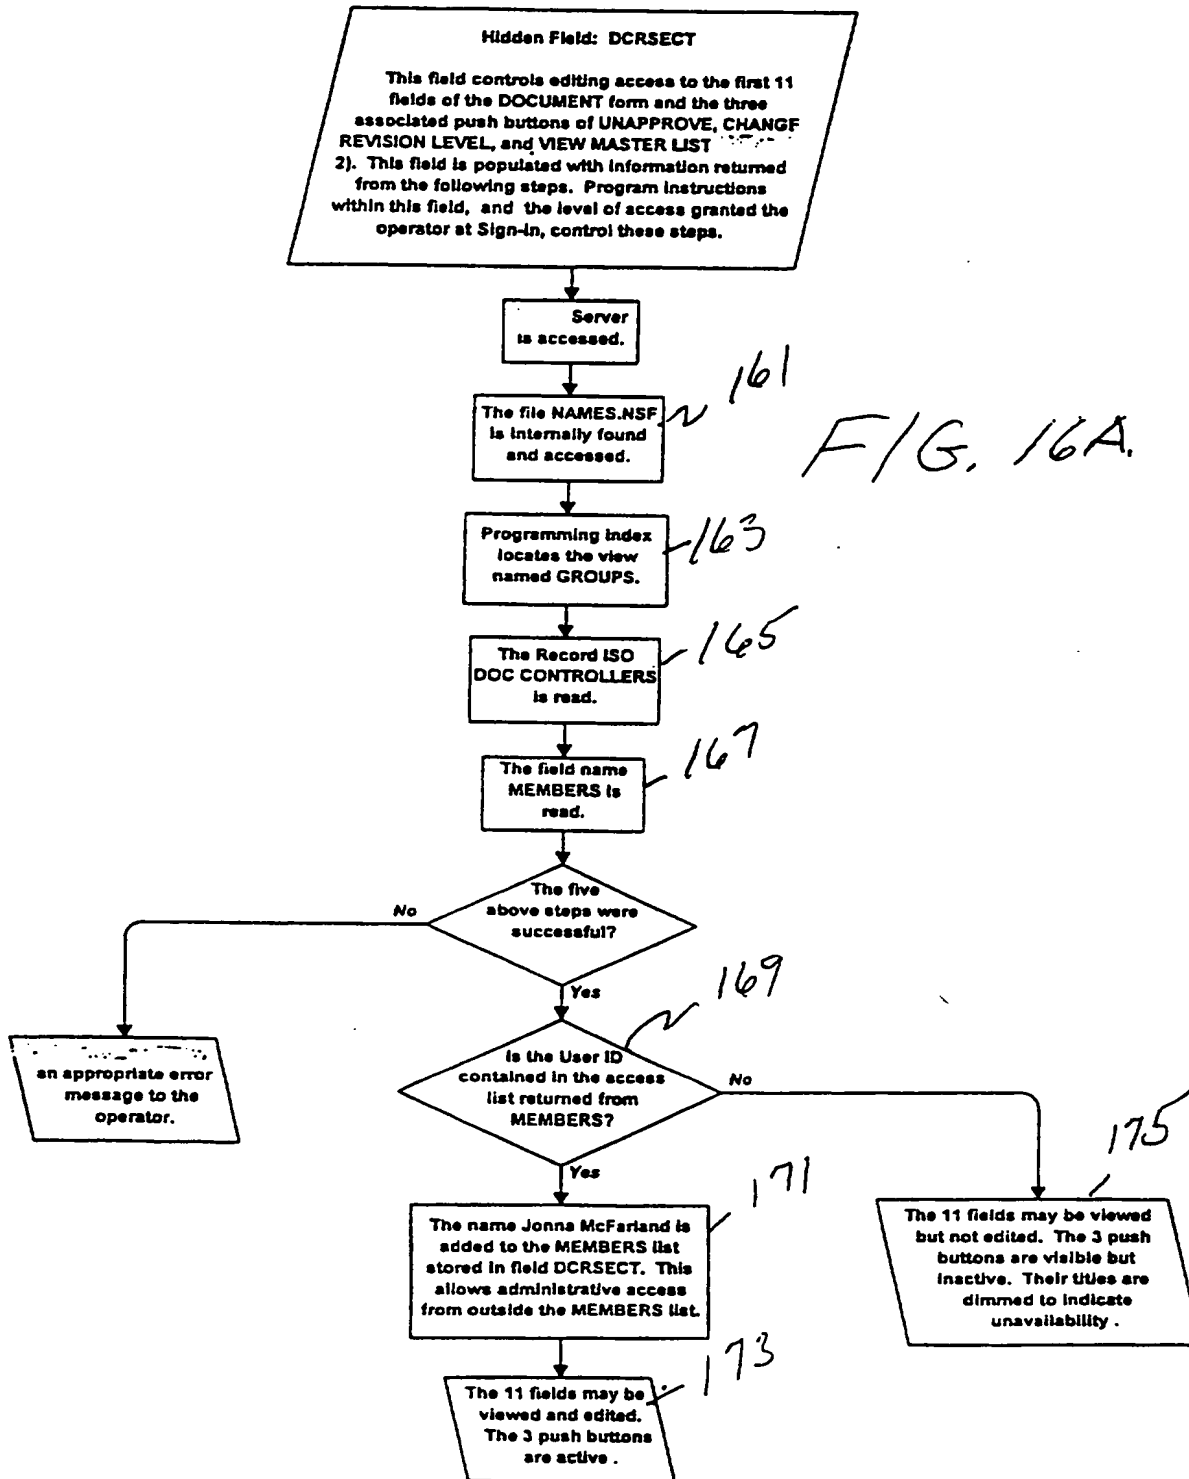 Hidden Field: DCRSECT
This field controls editing access to the first 11
fields of the DOCUMENT form and the three
associated push buttons of UNAPPROVE, CHANGE
REVISION LEVEL, and VIEW MASTER LIST
2). This field is populated with information returned
from the following steps. Program instructions
within this field, and the level of access granted the
operator at Sign-in, control these steps.
Server
is accessed.
161
The file NAMES.NSF
is internally found
and accessed.
FIG. 16A.
Programming index
locates the view
named GROUPS.
163
The Record ISO
DOC CONTROLLERS
is read.
165
The field name
MEMBERS is
read.
167
The five
above steps were
successful?
No
Yes
169
an appropriate error
message to the
operator.
Is the User ID
contained in the access
list returned from
MEMBERS?
No
Yes
175
171
The name Jonna McFarland is
added to the MEMBERS list
stored in field DCRSECT. This
allows administrative access
from outside the MEMBERS list.
The 11 fields may be viewed
but not edited. The 3 push
buttons are visible but
inactive. Their titles are
dimmed to indicate
unavailability .
173
The 11 fields may be
viewed and edited.
The 3 push buttons
are active .